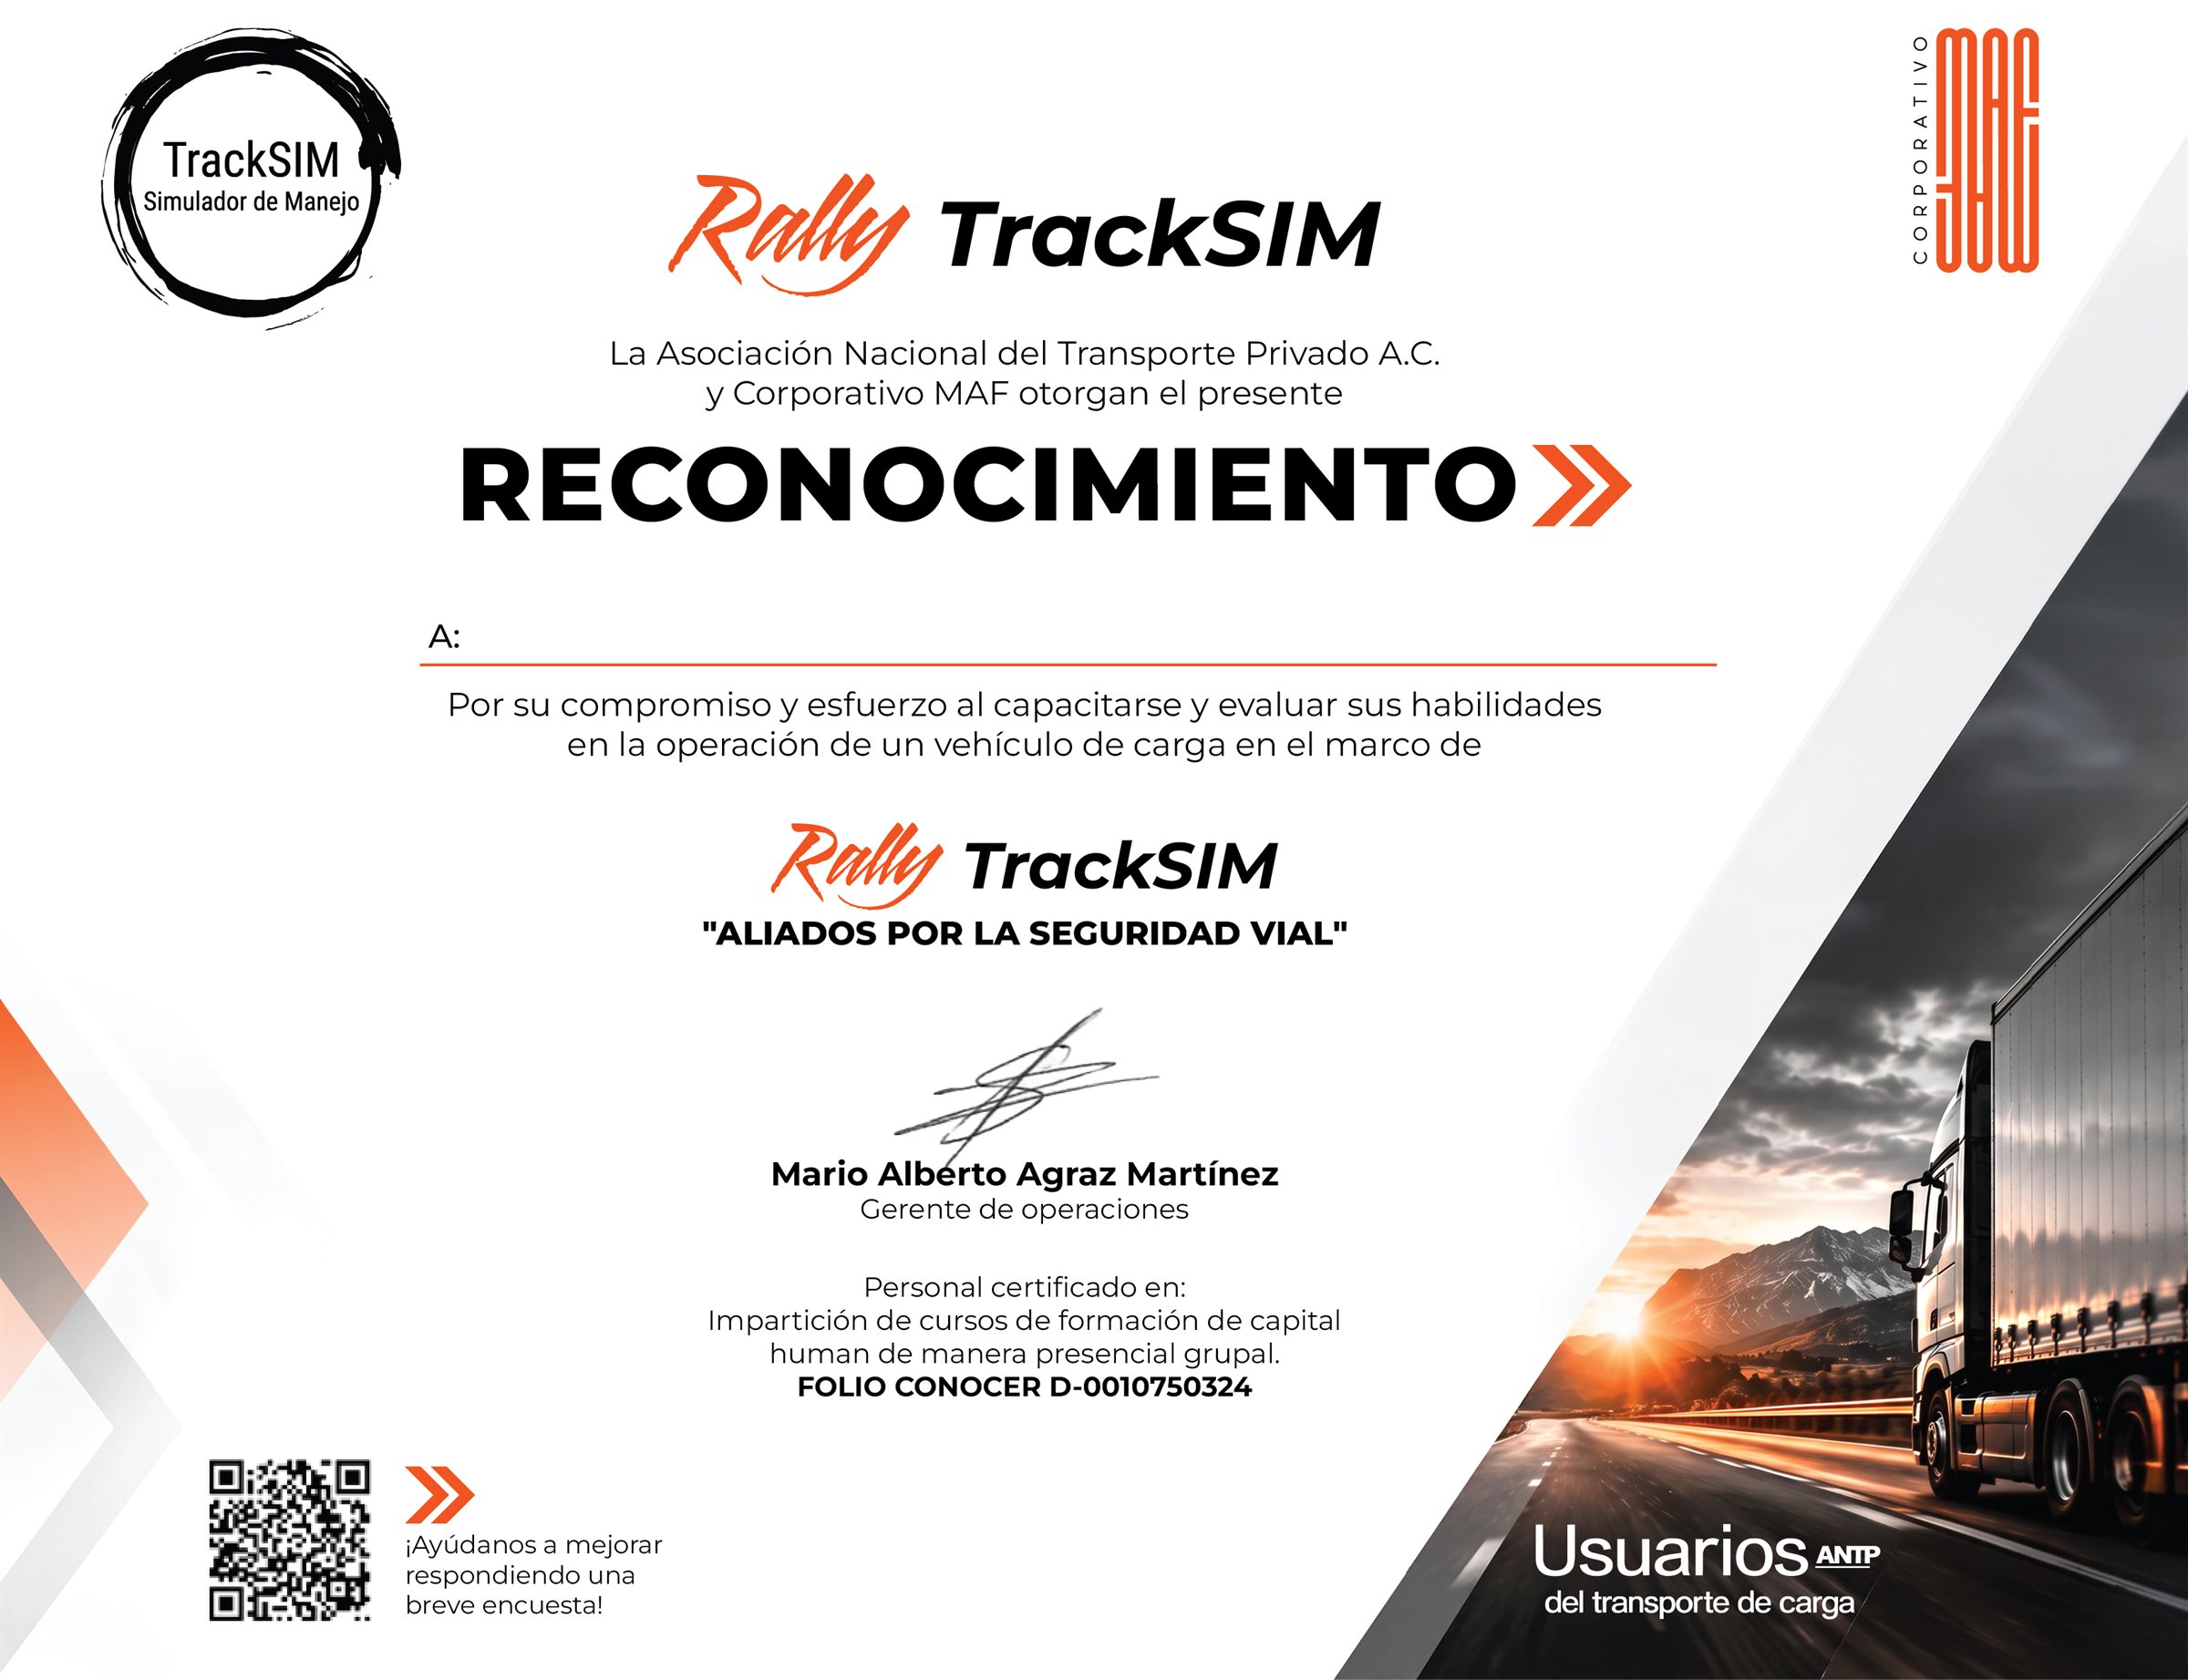 TrackSIM
Simulador de Manejo
CORPORATIVO
MAF
MAF
Rally TrackSIM
La Asociación Nacional del Transporte Privado A.C.
y Corporativo MAF otorgan el presente
RECONOCIMIENTO
A:
Por su compromiso y esfuerzo al capacitarse y evaluar sus habilidades
en la operación de un vehículo de carga en el marco de
Rally TrackSIM
"ALIADOS POR LA SEGURIDAD VIAL"
Mario Alberto Agraz Martínez
Gerente de operaciones
Personal certificado en:
Impartición de cursos de formación de capital
human de manera presencial grupal.
FOLIO CONOCER D-0010750324
¡Ayúdanos a mejorar
respondiendo una
breve encuesta!
Usuarios ANTP
del transporte de carga